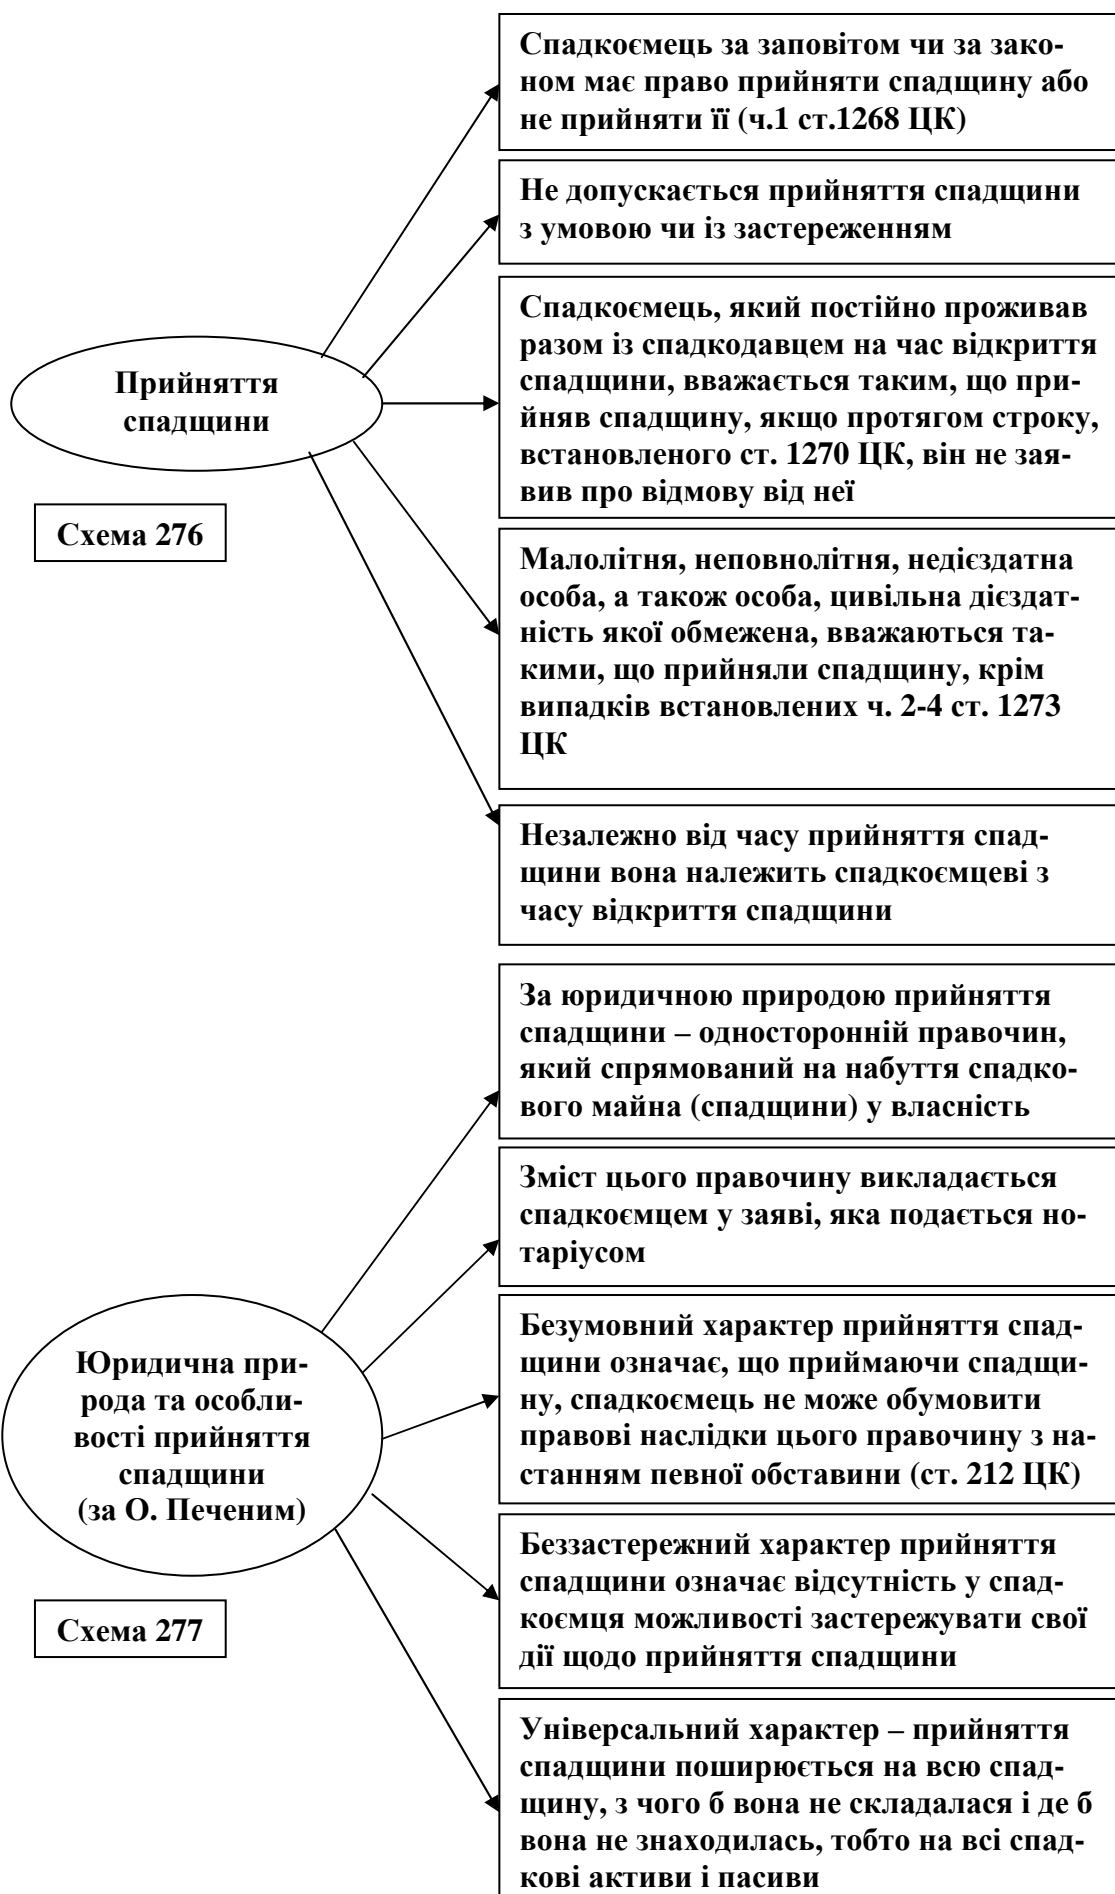 Спадкоємець за заповітом чи за зако-
ном має право прийняти спадщину або
не прийняти її (ч.1 ст.1268 ЦК)
Не допускається прийняття спадщини
з умовою чи із застереженням
Спадкоємець, який постійно проживав
разом із спадкодавцем на час відкриття
спадщини, вважається таким, що при-
йняв спадщину, якщо протягом строку,
встановленого ст. 1270 ЦК, він не зая-
вив про відмову від неї
Прийняття
спадщини
Схема 276
Малолітня, неповнолітня, недієздатна
особа, а також особа, цивільна дієздат-
ність якої обмежена, вважаються та-
кими, що прийняли спадщину, крім
випадків встановлених ч. 2-4 ст. 1273
ЦК
Незалежно від часу прийняття спад-
щини вона належить спадкоємцеві з
часу відкриття спадщини
За юридичною природою прийняття
спадщини – односторонній правочин,
який спрямований на набуття спадко-
вого майна (спадщини) у власність
Зміст цього правочину викладається
спадкоємцем у заяві, яка подається но-
таріусом
Безумовний характер прийняття спад-
щини означає, що приймаючи спадщи-
ну, спадкоємець не може обумовити
правові наслідки цього правочину з на-
станням певної обставини (ст. 212 ЦК)
Юридична при-
рода та особли-
вості прийняття
спадщини
(за О. Печеним)
Схема 277
Беззастережний характер прийняття
спадщини означає відсутність у спад-
коємця можливості застережувати свої
дії щодо прийняття спадщини
Універсальний характер – прийняття
спадщини поширюється на всю спад-
щину, з чого б вона не складалася і де б
вона не знаходилась, тобто на всі спад-
кові активи і пасиви